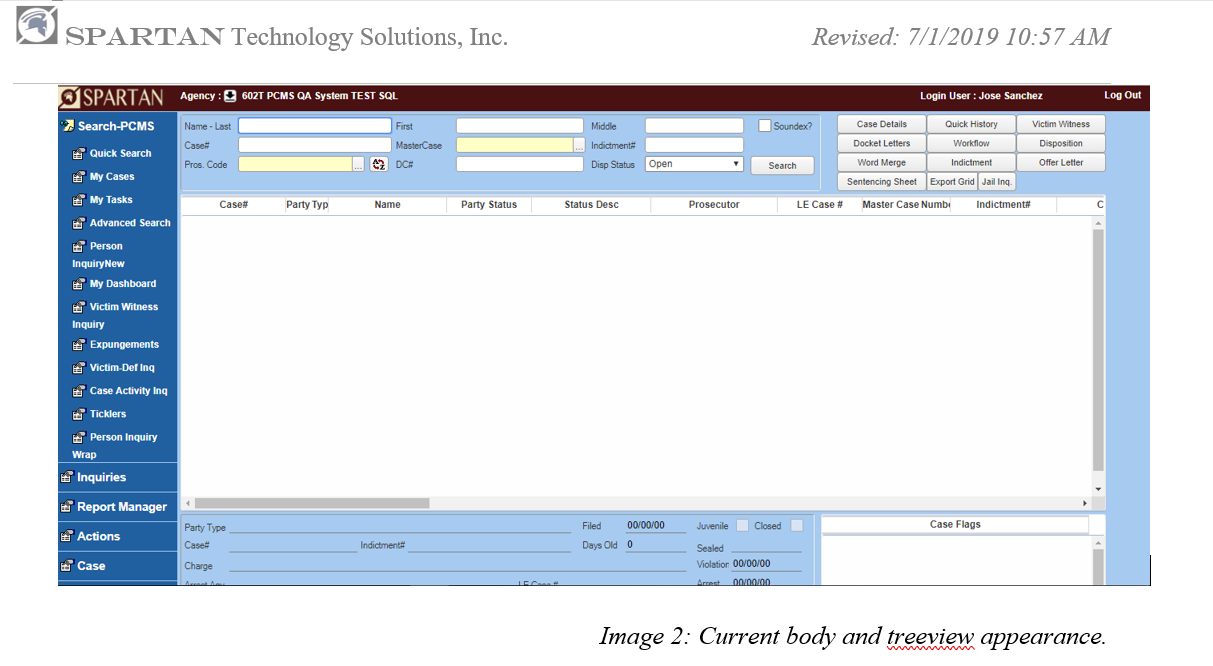 SPARTAN Technology Solutions, Inc. Revised: 7/1/2019 10:57 AM
SPARTAN Agency : 602T PCMS QA System TEST SQL Login User : Jose Sanchez Log Out
Search-PCMS
Quick Search
My Cases
My Tasks
Advanced Search
Person
InquiryNew
My Dashboard
Victim Witness
Inquiry
Expungements
Victim-Def Inq
Case Activity Inq
Ticklers
Person Inquiry
Wrap
Inquiries
Report Manager
Actions
Case
Name - Last First Middle Soundex?
Case# MasterCase ... Indictment#
Pros. Code ... DC# Disp Status Open Search
Case Details Quick History Victim Witness
Docket Letters Workflow Disposition
Word Merge Indictment Offer Letter
Sentencing Sheet Export Grid Jail Inq.
Case# Party Typ Name Party Status Status Desc Prosecutor LE Case # Master Case Numbe Indictment# C
Party Type Filed 00/00/00 Juvenile Closed
Case# Indictment# Days Old 0 Sealed
Charge Violation 00/00/00
Arrest Any LE Case # Arrest 00/00/00
Case Flags
Image 2: Current body and treeview appearance.